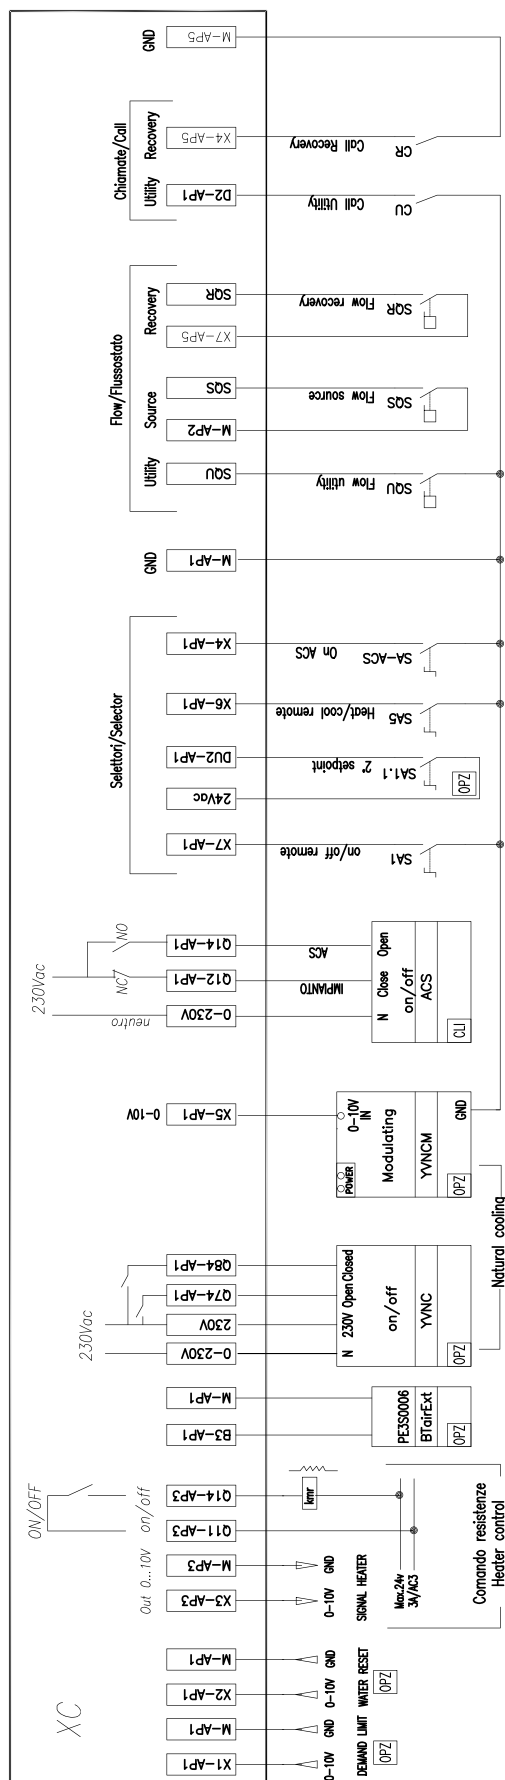 GND
M-AP5
Chiamate/Call
Recovery
X4-AP5
Call Recovery
CR
Utility
D2-AP1
Call Utility
CU
Flow/Flussostato
Recovery
SQR
Flow recovery
SQR
X7-AP5
Source
SQS
Flow source
SQS
M-AP2
Utility
SQU
Flow utility
SQU
GND
M-AP1
Selettori/Selector
X4-AP1
On ACS
SA-ACS
X6-AP1
Heat/cool remote
SA5
DU2-AP1
2° setpoint
SA1.1
OPZ
24Vac
X7-AP1
on/off remote
SA1
230Vac
NO
Q14-AP1
ACS
Open
NC
Q12-AP1
IMPIANTO
Close
neutro
0-230V
N
on/off
ACS
CLI
0-10V
X5-AP1
0-10V
IN
POWER
Modulating
YVNCM
GND
OPZ
Natural cooling
230Vac
Q84-AP1
Closed
Q74-AP1
Open
230V
230V
0-230V
N
on/off
YVNC
OPZ
M-AP1
B3-AP1
PE3S0006
BTairExt
OPZ
ON/OFF
on/off
Q14-AP3
kmr
Q11-AP3
Max.24v
3A/AC3
Comando resistenze
Heater control
Out 0...10V
M-AP3
GND
X3-AP3
0-10V
SIGNAL HEATER
XC
M-AP1
GND
X2-AP1
0-10V
WATER RESET
OPZ
M-AP1
GND
X1-AP1
0-10V
DEMAND LIMIT
OPZ